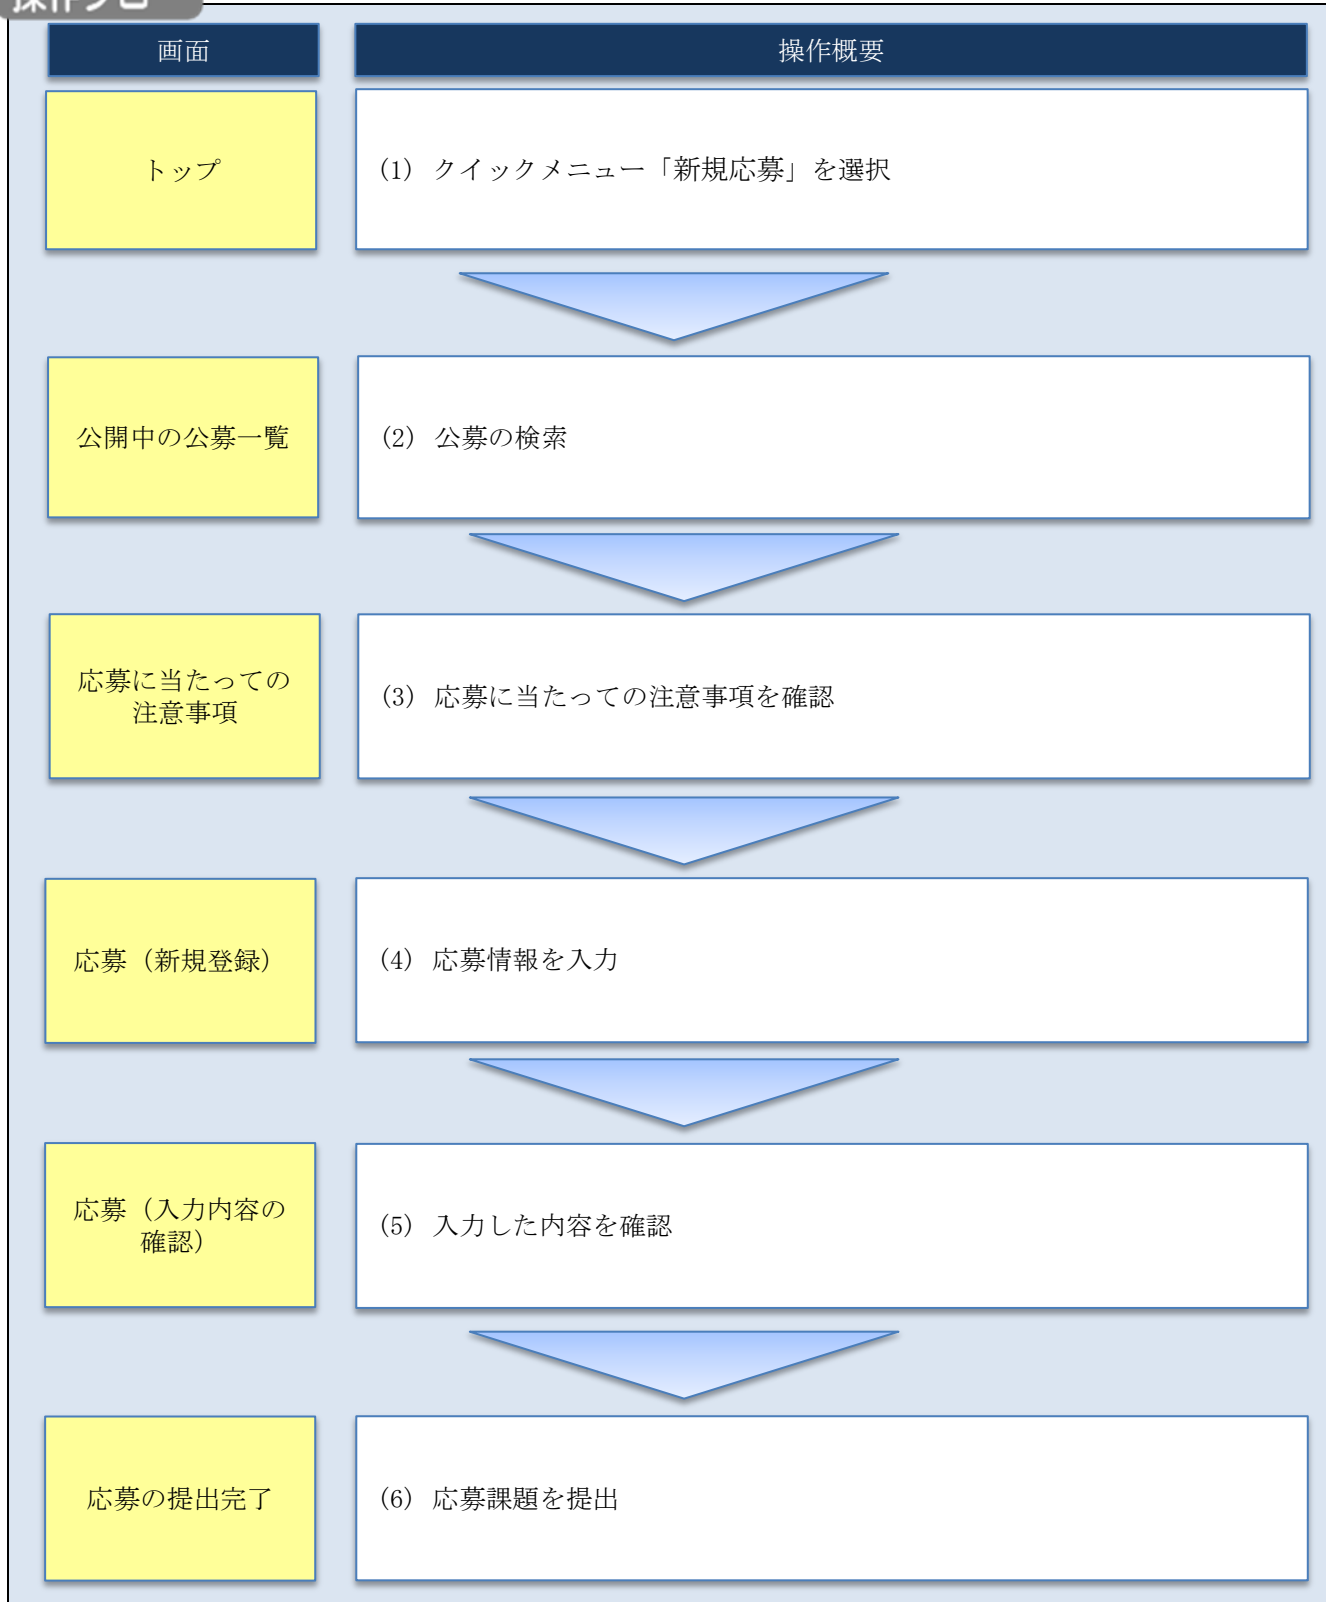 操作フロー
画面
操作概要
トップ
(1) クイックメニュー「新規応募」を選択
公開中の公募一覧
(2) 公募の検索
応募に当たっての
注意事項
(3) 応募に当たっての注意事項を確認
応募（新規登録）
(4) 応募情報を入力
応募（入力内容の
確認）
(5) 入力した内容を確認
応募の提出完了
(6) 応募課題を提出